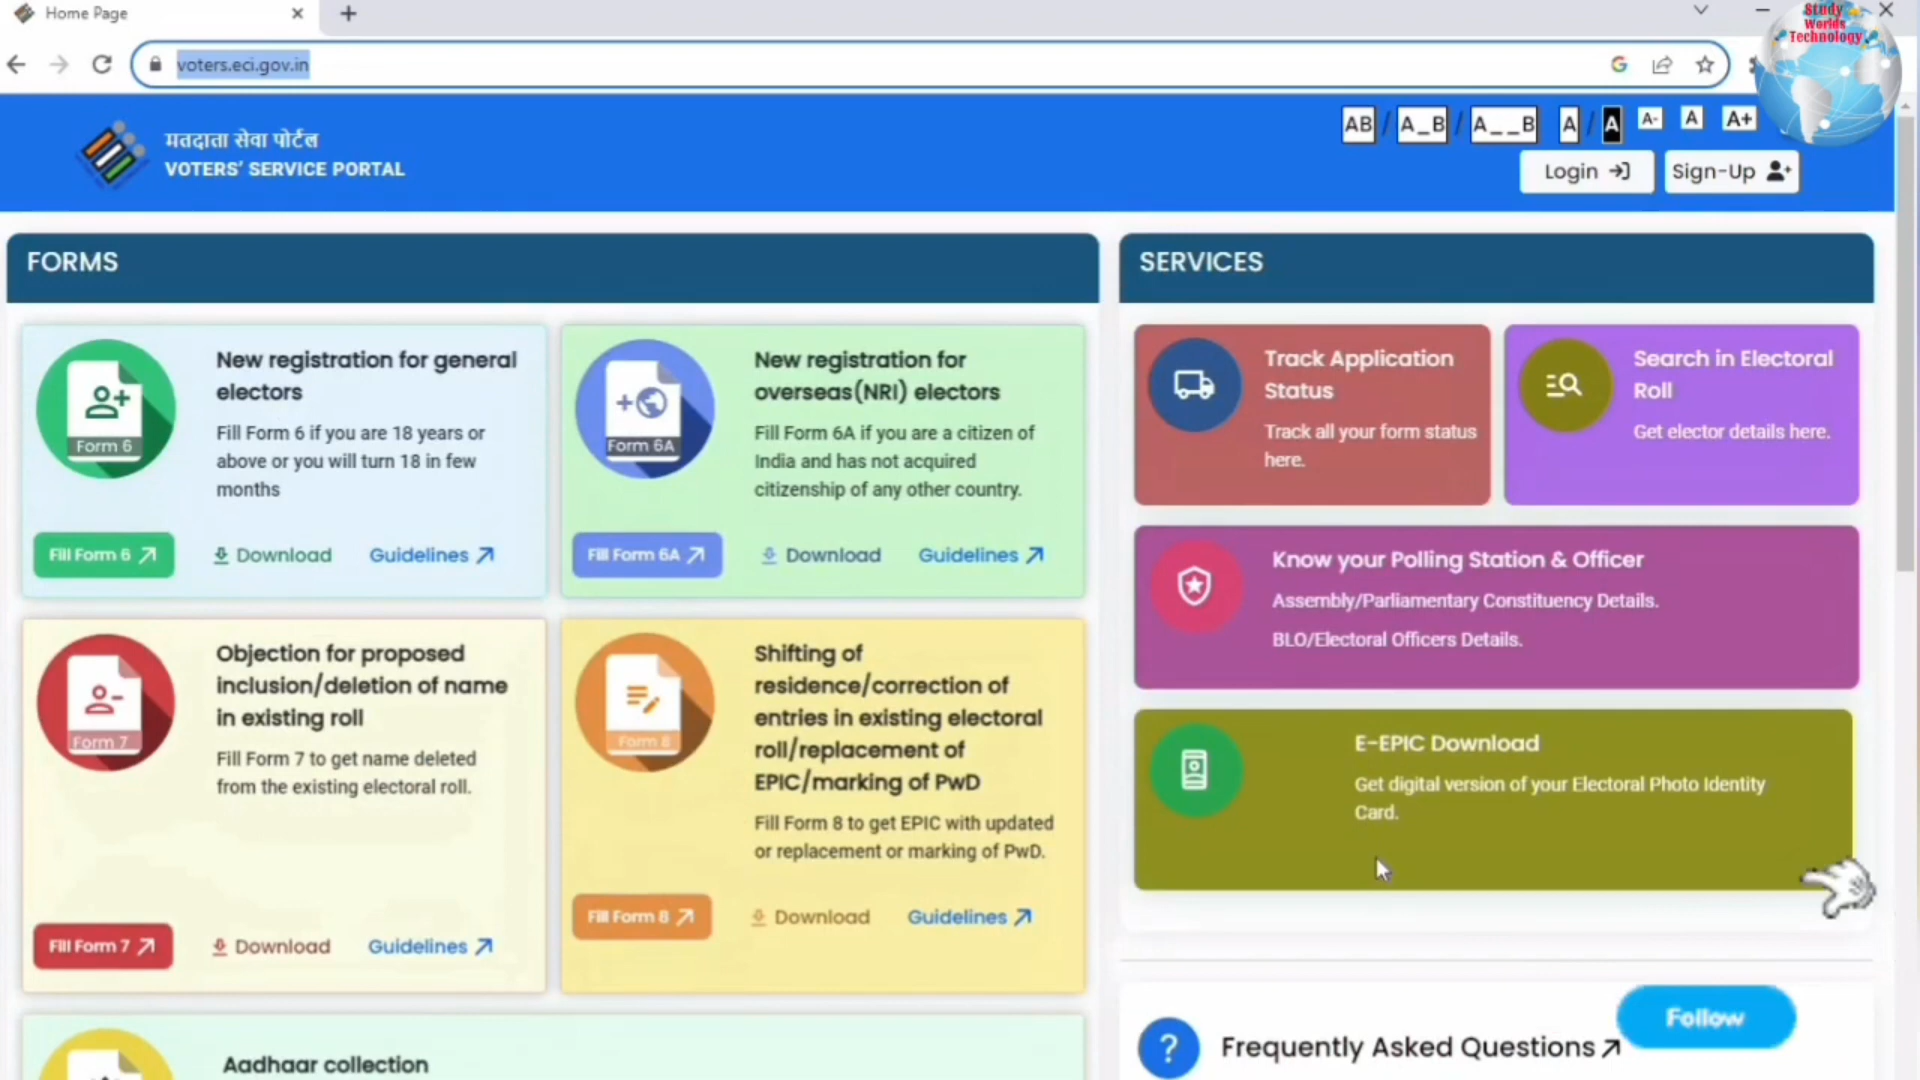 Home Page
Study
Worlds
Technology
voters.eci.gov.in
मतदाता सेवा पोर्टल
VOTERS' SERVICE PORTAL
AB / A_B / A__B A / A A- A A+
Login
Sign-Up
FORMS
New registration for general
electors
Fill Form 6 if you are 18 years or
above or you will turn 18 in few
months
Form 6
Fill Form 6
Download
Guidelines
New registration for
overseas(NRI) electors
Fill Form 6A if you are a citizen of
India and has not acquired
citizenship of any other country.
Form 6A
Fill Form 6A
Download
Guidelines
Objection for proposed
inclusion/deletion of name
in existing roll
Fill Form 7 to get name deleted
from the existing electoral roll.
Form 7
Fill Form 7
Download
Guidelines
Shifting of
residence/correction of
entries in existing electoral
roll/replacement of
EPIC/marking of PwD
Fill Form 8 to get EPIC with updated
or replacement or marking of PwD.
Form 8
Fill Form 8
Download
Guidelines
Aadhaar collection
SERVICES
Track Application
Status
Track all your form status
here.
Search in Electoral
Roll
Get elector details here.
Know your Polling Station & Officer
Assembly/Parliamentary Constituency Details.
BLO/Electoral Officers Details.
E-EPIC Download
Get digital version of your Electoral Photo Identity
Card.
Follow
? Frequently Asked Questions